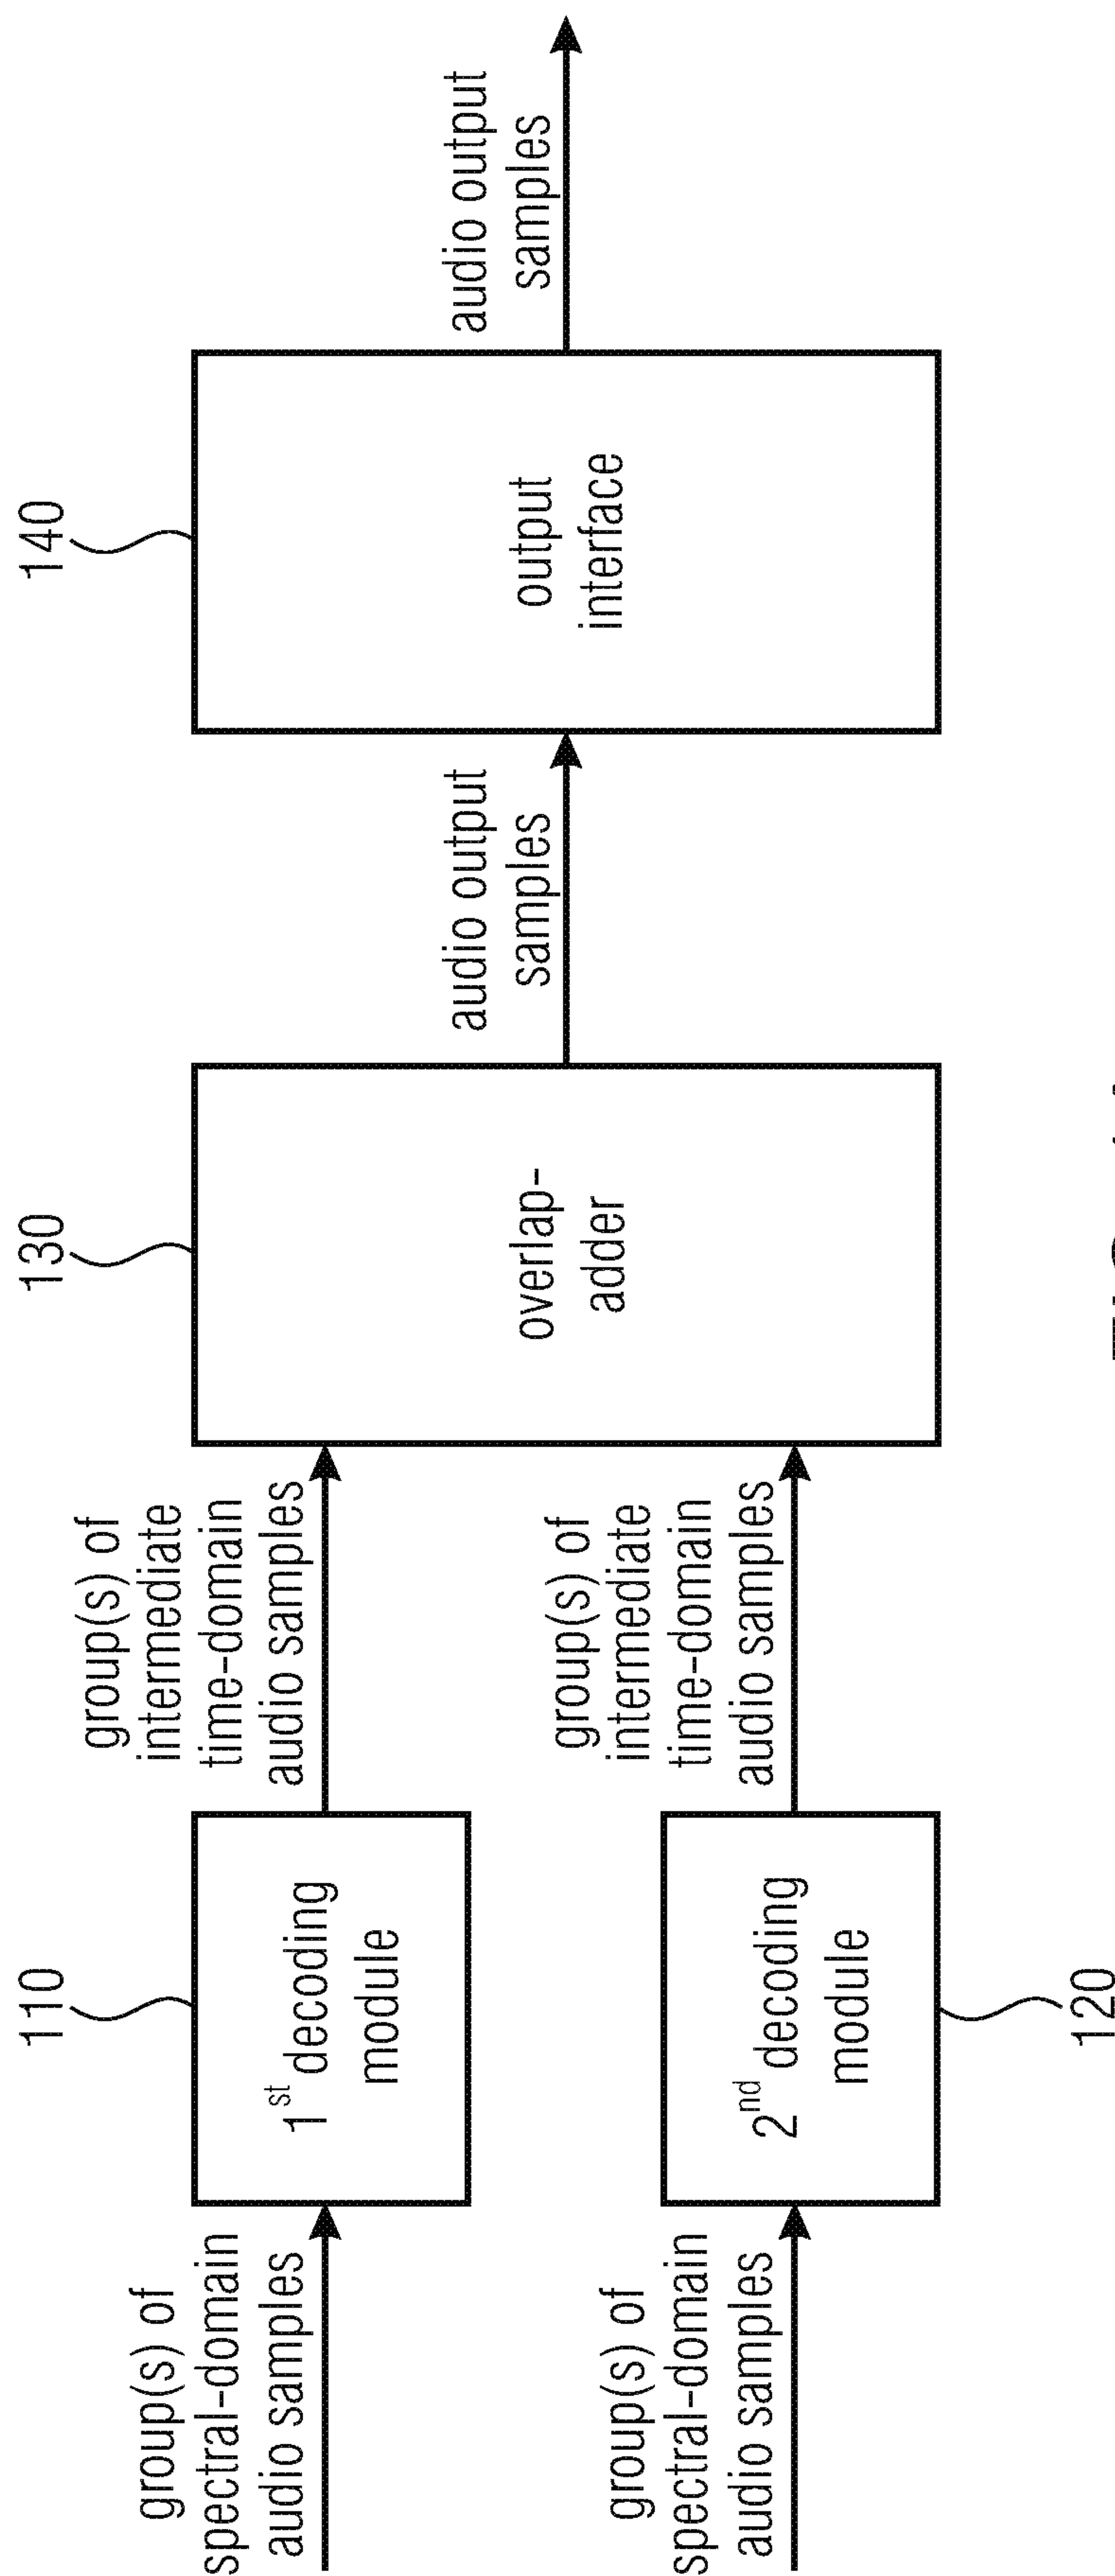 110
130
140
group(s) of
spectral-domain
audio samples
1st decoding
module
group(s) of
intermediate
time-domain
audio samples
overlap-
adder
audio output
samples
output
interface
audio output
samples
group(s) of
spectral-domain
audio samples
2nd decoding
module
group(s) of
intermediate
time-domain
audio samples
120